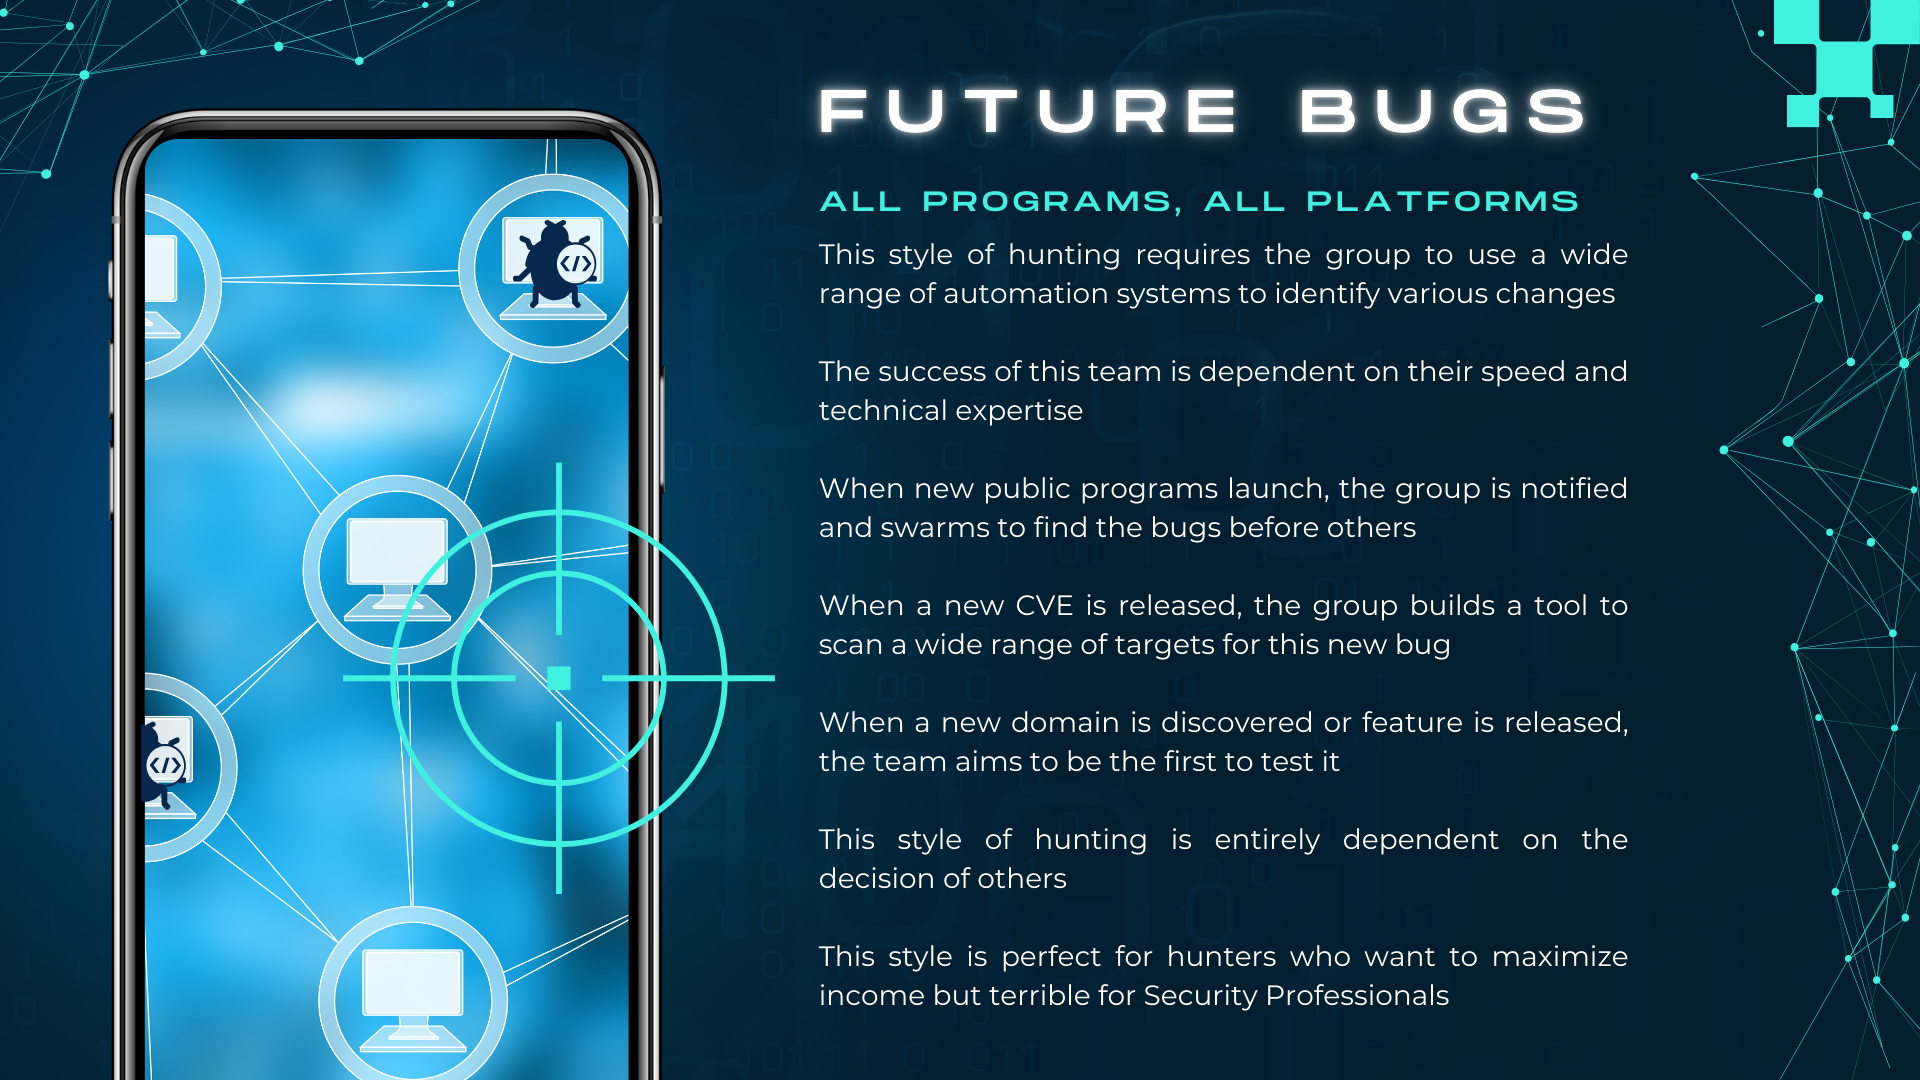 FUTURE BUGS
ALL PROGRAMS, ALL PLATFORMS
This style of hunting requires the group to use a wide
range of automation systems to identify various changes
The success of this team is dependent on their speed and
technical expertise
When new public programs launch, the group is notified
and swarms to find the bugs before others
When a new CVE is released, the group builds a tool to
scan a wide range of targets for this new bug
When a new domain is discovered or feature is released,
the team aims to be the first to test it
This style of hunting is entirely dependent on the
decision of others
This style is perfect for hunters who want to maximize
income but terrible for Security Professionals